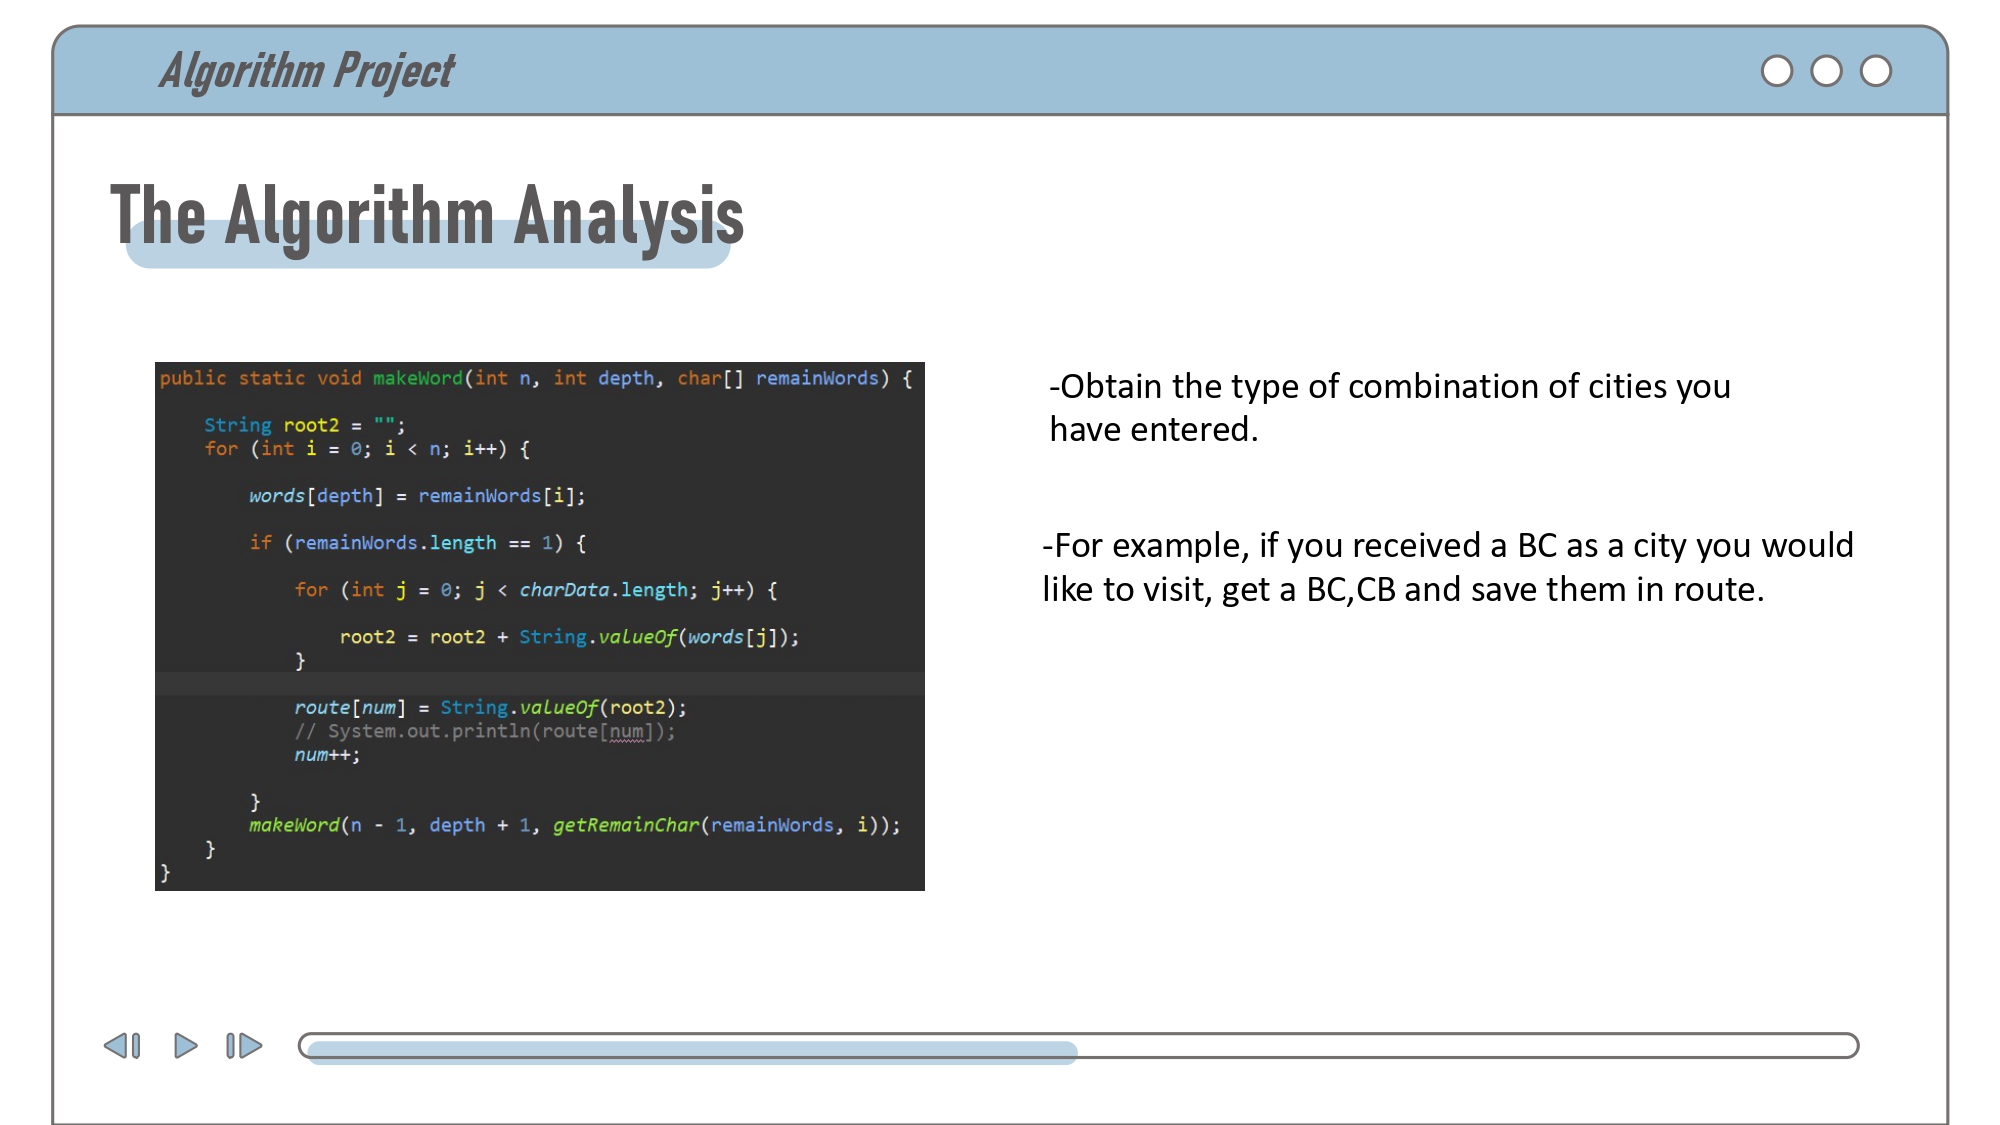 Algorithm Project
The Algorithm Analysis
public static void makeWord(int n, int depth, char[] remainWords) {
String root2 = "";
for (int i = 0; i < n; i++) {
words[depth] = remainWords[i];
if (remainWords.length == 1) {
for (int j = 0; j < charData.length; j++) {
root2 = root2 + String.valueOf(words[j]);
}
route[num] = String.valueOf(root2);
// System.out.println(route[num]);
num++;
}
makeWord(n - 1, depth + 1, getRemainChar(remainWords, i));
}
}
-Obtain the type of combination of cities you
have entered.
-For example, if you received a BC as a city you would
like to visit, get a BC,CB and save them in route.